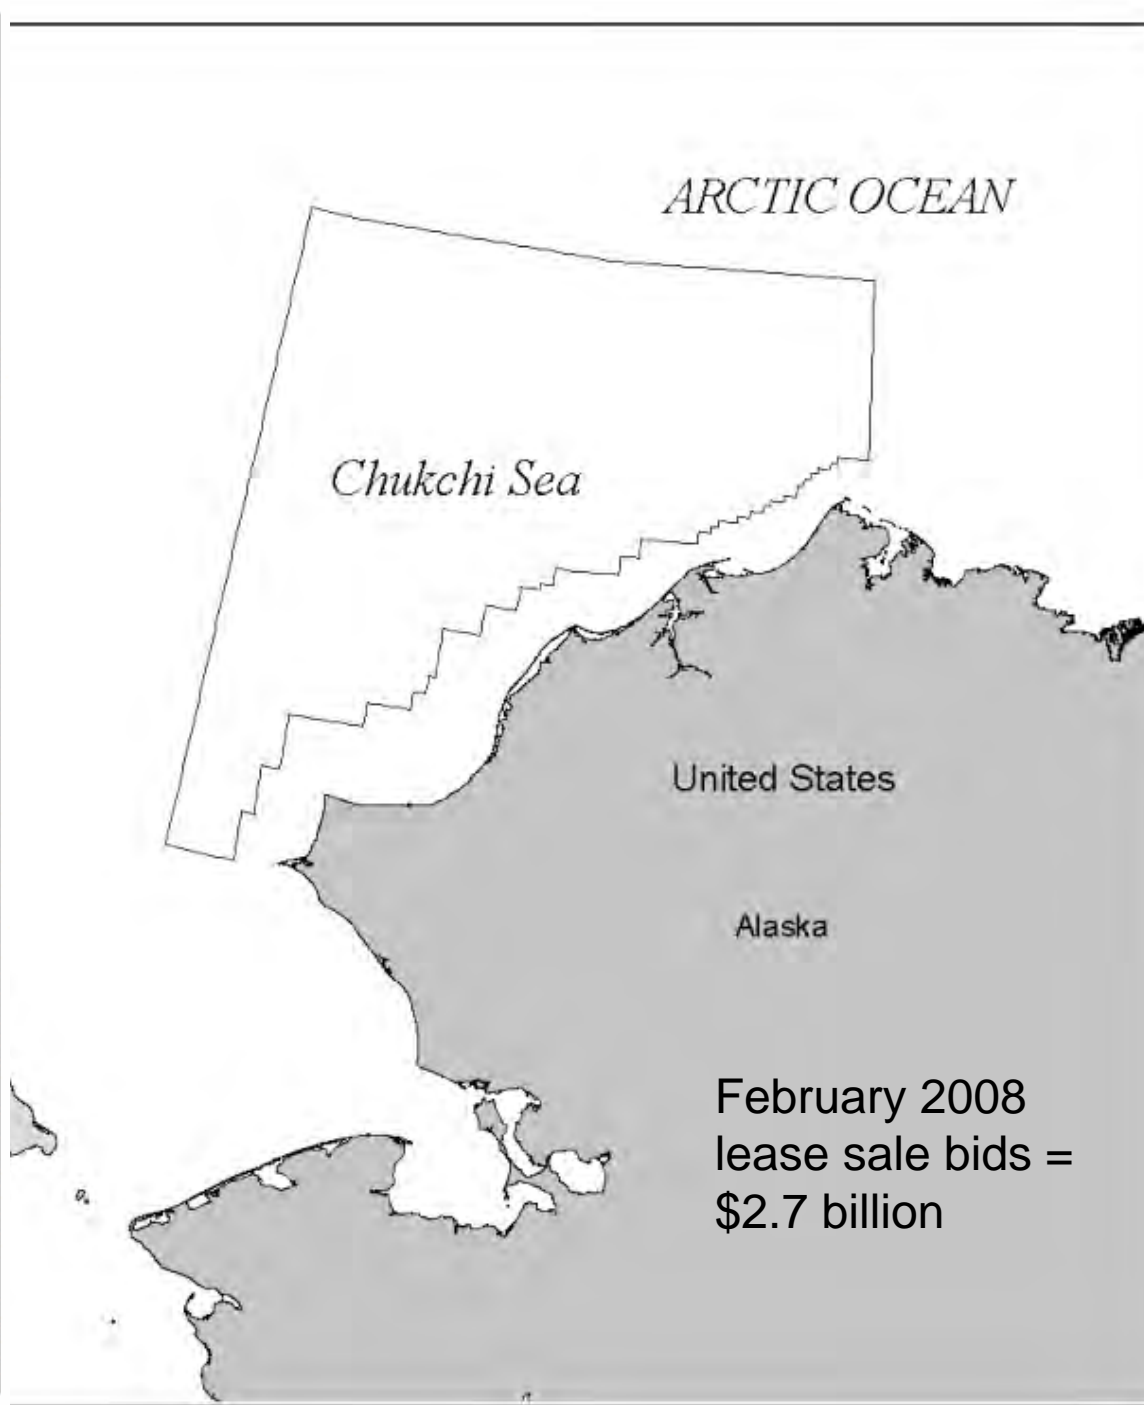 ARCTIC OCEAN
Chukchi Sea
United States
Alaska
February 2008
lease sale bids =
$2.7 billion